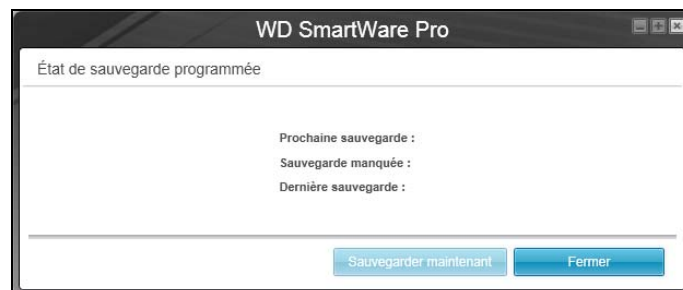 WD SmartWare Pro
État de sauvegarde programmée
Prochaine sauvegarde :
Sauvegarde manquée :
Dernière sauvegarde :
Sauvegarder maintenant
Fermer